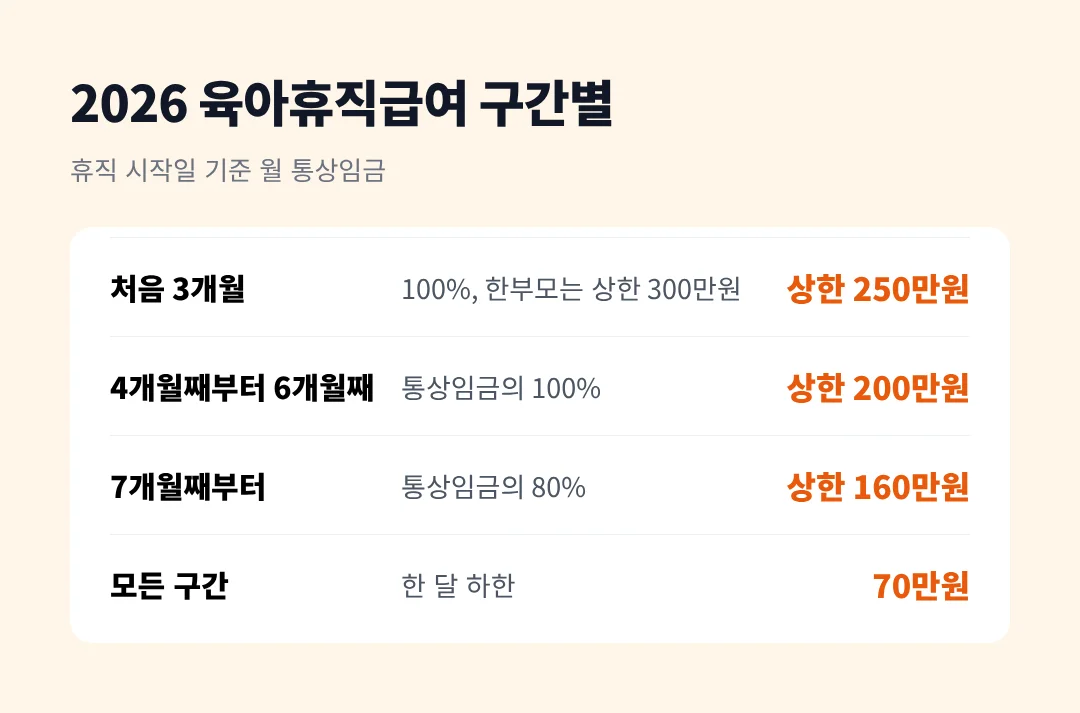 2026 육아휴직급여 구간별
휴직 시작일 기준 월 통상임금
처음 3개월 100%, 한부모는 상한 300만원 상한 250만원
4개월째부터 6개월째 통상임금의 100% 상한 200만원
7개월째부터 통상임금의 80% 상한 160만원
모든 구간 한 달 하한 70만원